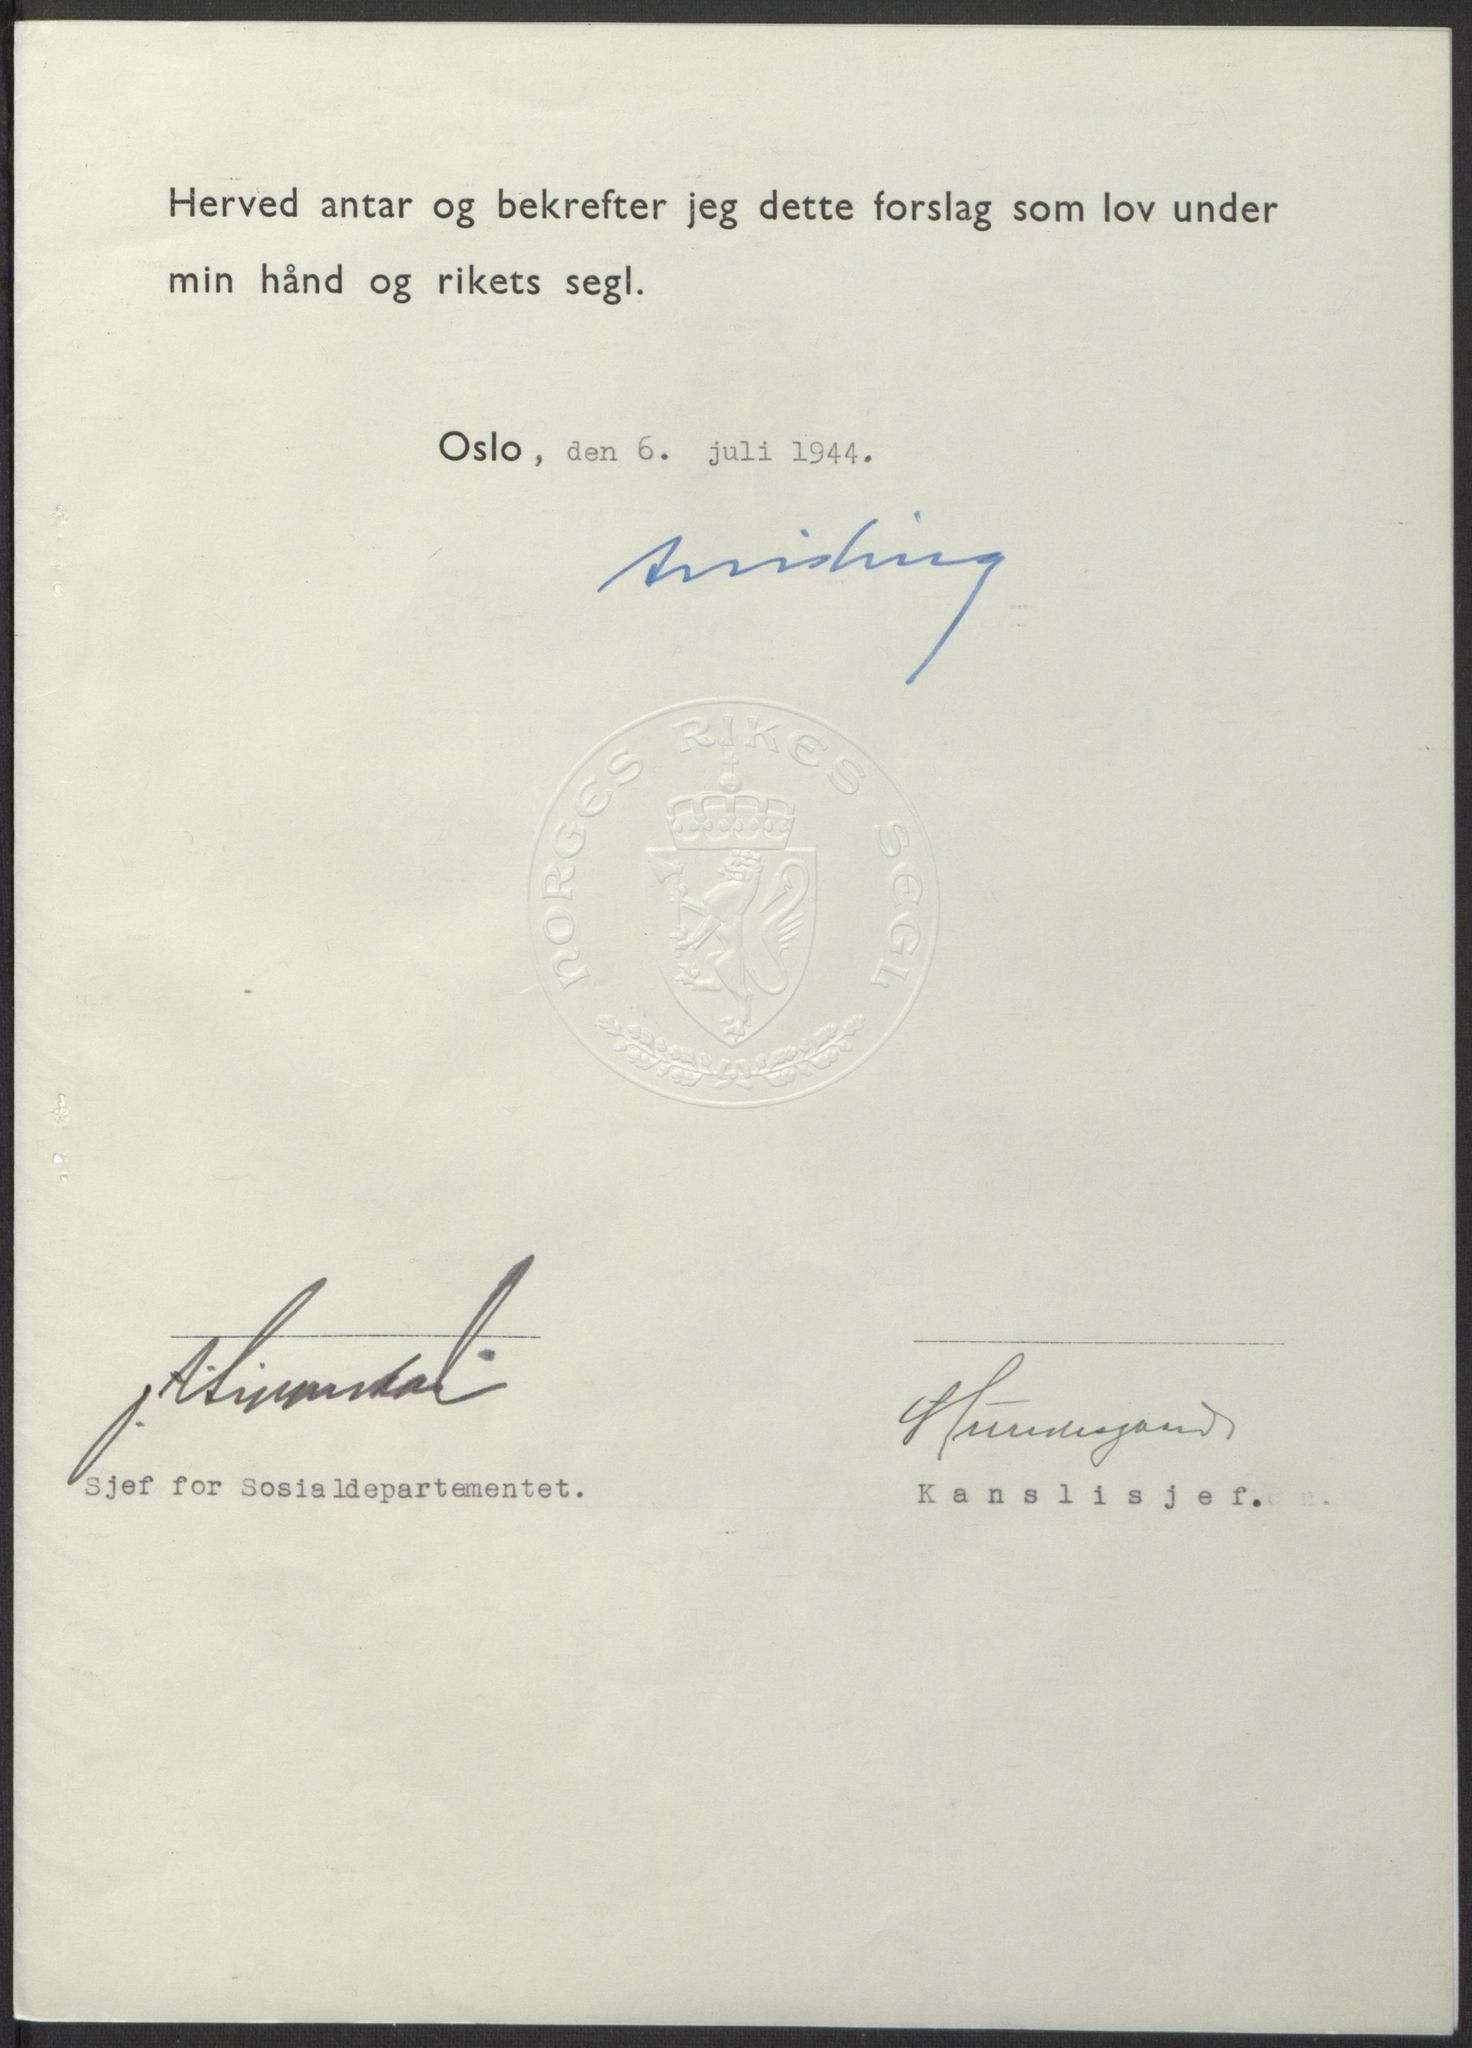 Herved antar og bekrefter jeg dette forslag som lov under
min hånd og rikets segl.
Oslo, den 6. juli 1944.
NORGES RIKES SEGL
Sjef for Sosialdepartementet.
Kanslisjef.